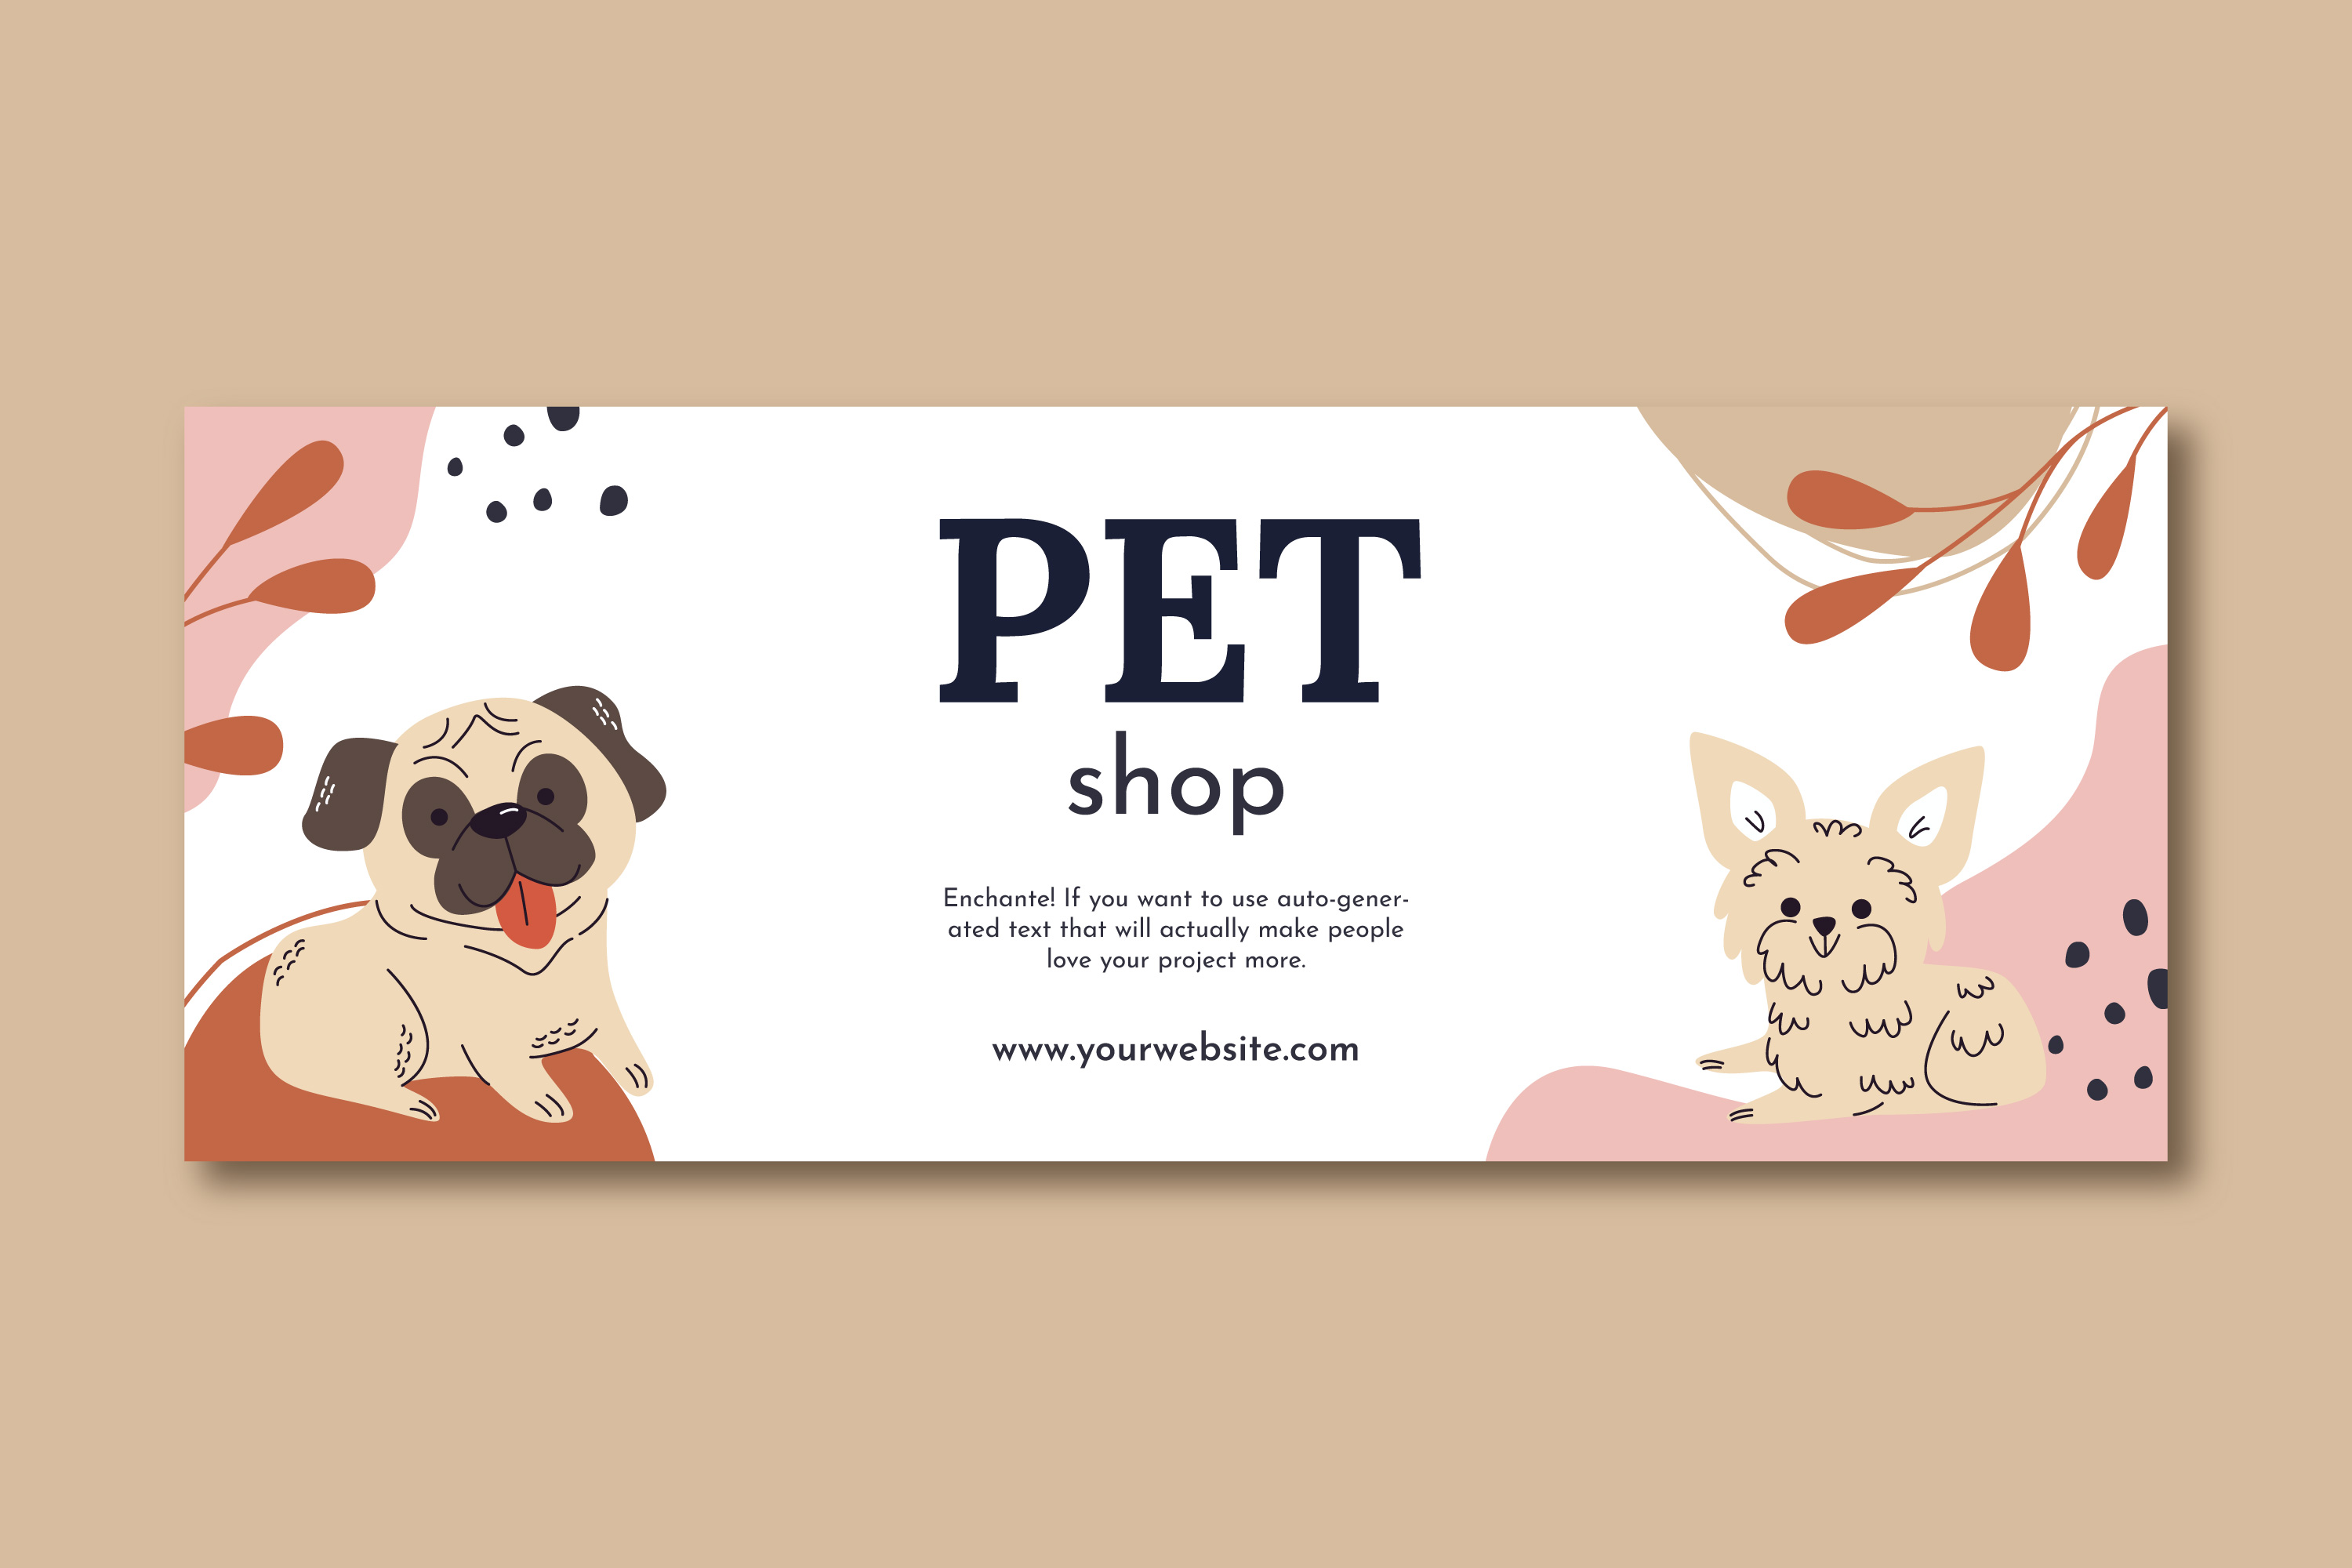 PET
shop
Enchante! If you want to use auto-gener-
ated text that will actually make people
love your project more.
www.yourwebsite.com